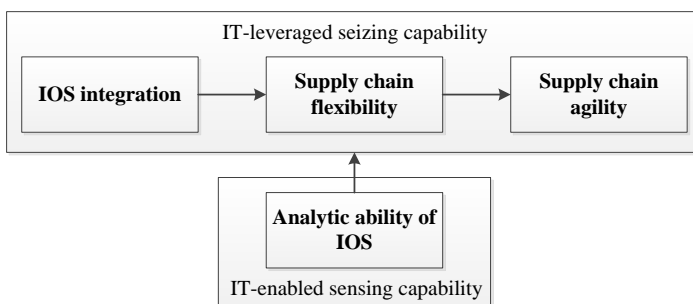 IT-leveraged seizing capability
IOS integration
Supply chain
flexibility
Supply chain
agility
Analytic ability of
IOS
IT-enabled sensing capability